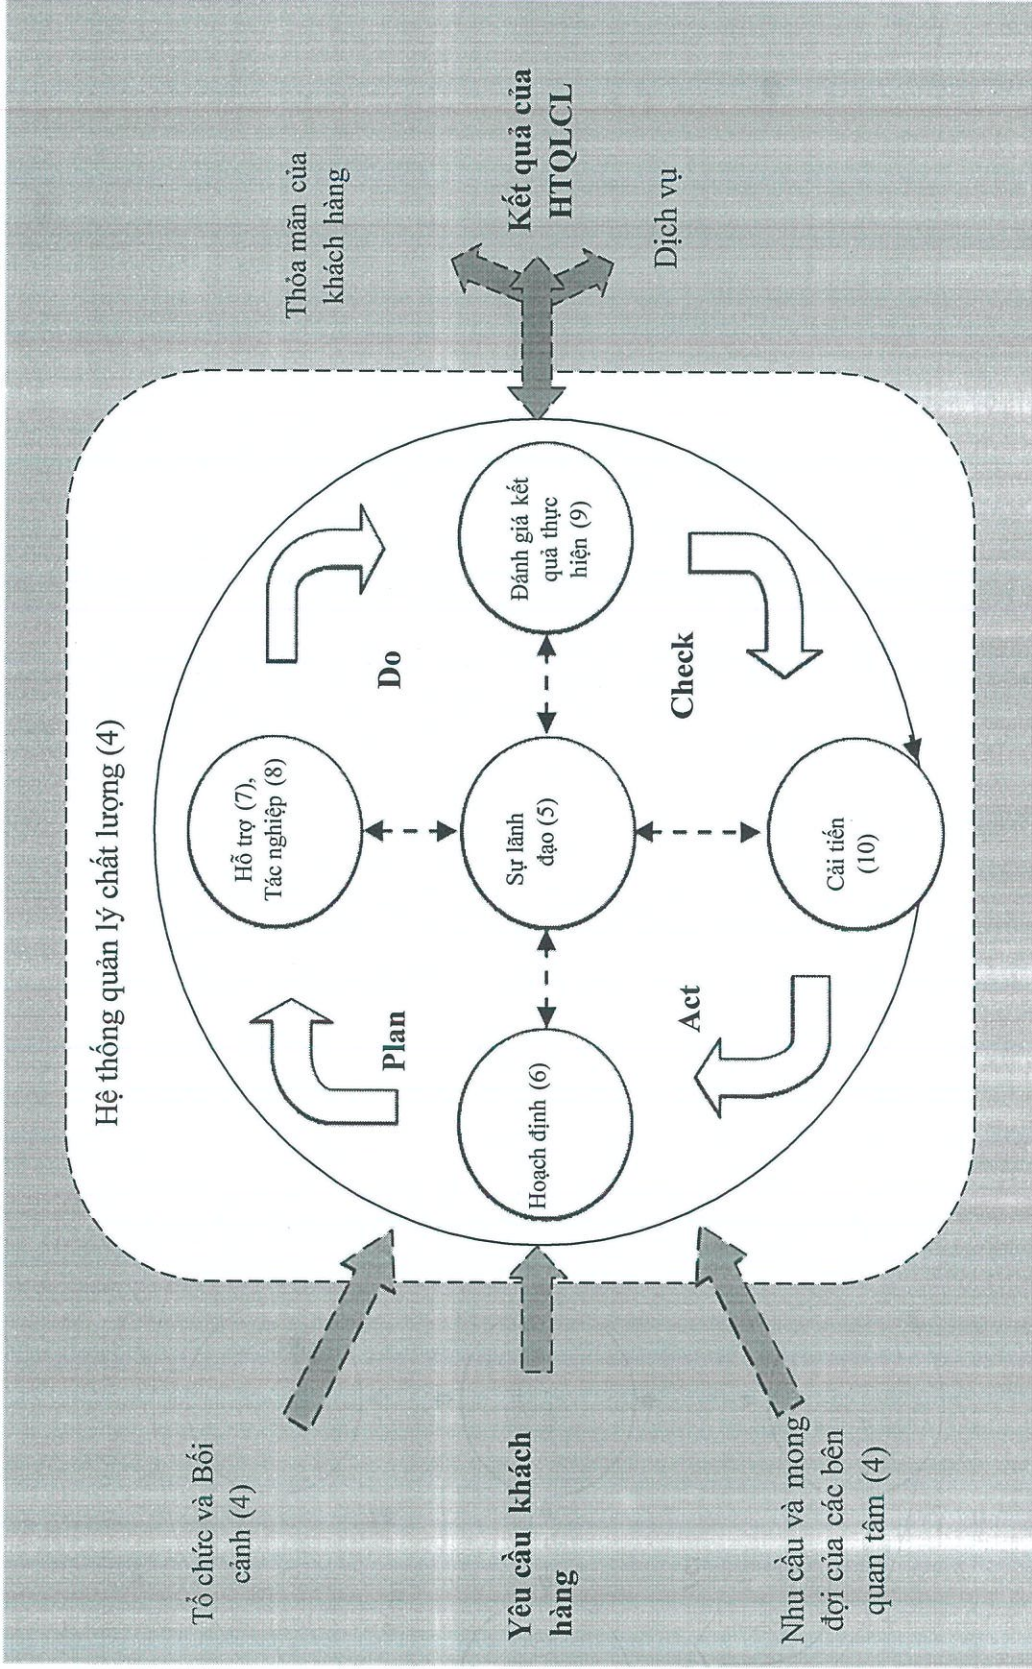 Hệ thống quản lý chất lượng (4)
Tổ chức và Bối
cảnh (4)
Yêu cầu khách
hàng
Nhu cầu và mong
đợi của các bên
quan tâm (4)
Plan
Hỗ trợ (7),
Tác nghiệp (8)
Do
Hoạch định (6)
Sự lãnh
đạo (5)
Đánh giá kết
quả thực
hiện (9)
Act
Cải tiến
(10)
Check
Thỏa mãn của
khách hàng
Kết quả của
HTQLCL
Dịch vụ